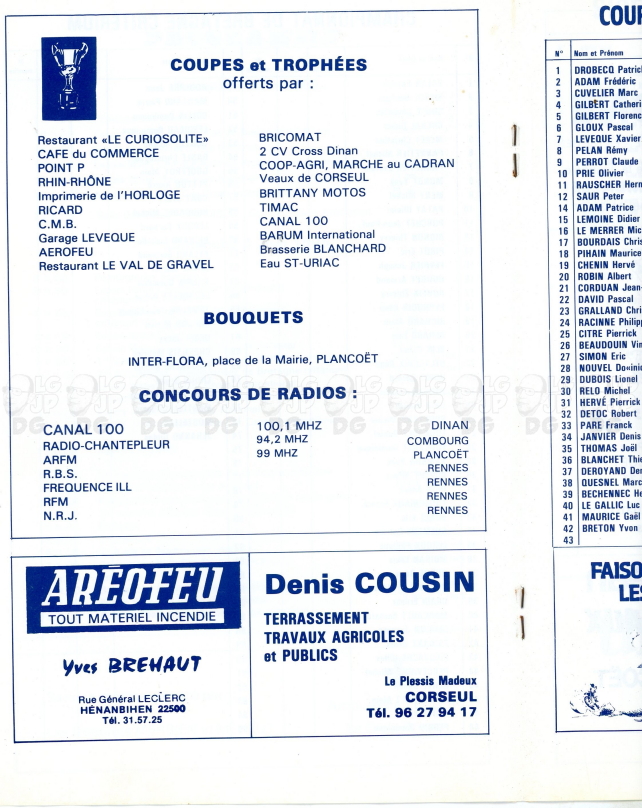 COUPES et TROPHÉES
offerts par :
Restaurant «LE CURIOSOLITE»
CAFE du COMMERCE
POINT P
RHIN-RHÔNE
Imprimerie de l'HORLOGE
RICARD
C.M.B.
Garage LEVEQUE
AEROFEU
Restaurant LE VAL DE GRAVEL
BRICOMAT
2 CV Cross Dinan
COOP-AGRI, MARCHE au CADRAN
Veaux de CORSEUL
BRITTANY MOTOS
TIMAC
CANAL 100
BARUM International
Brasserie BLANCHARD
Eau ST-URIAC
BOUQUETS
INTER-FLORA, place de la Mairie, PLANCOËT
CONCOURS DE RADIOS :
CANAL 100 100,1 MHZ DINAN
RADIO-CHANTEPLEUR 94,2 MHZ COMBOURG
ARFM 99 MHZ PLANCOËT
R.B.S. RENNES
FREQUENCE ILL RENNES
RFM RENNES
N.R.J. RENNES
ARÉOFEU
TOUT MATERIEL INCENDIE
Yves BREHAUT
Rue Général LECLERC
HÉNANBIHEN 22500
Tél. 31.57.25
Denis COUSIN
TERRASSEMENT
TRAVAUX AGRICOLES
et PUBLICS
Le Plessis Madeux
CORSEUL
Tél. 96 27 94 17
COUP
N° Nom et Prénom
1 DROBECQ Patric
2 ADAM Frédéric
3 CUVELIER Marc
4 GILBERT Catheri
5 GILBERT Florenc
6 GLOUX Pascal
7 LEVEQUE Xavier
8 PELAN Rémy
9 PERROT Claude
10 PRIE Olivier
11 RAUSCHER Hern
12 SAUR Peter
14 ADAM Patrice
15 LEMOINE Didier
16 LE MERRER Mic
17 BOURDAIS Chris
18 PIHAIN Maurice
19 CHENIN Hervé
20 ROBIN Albert
21 CORDUAN Jean-
22 DAVID Pascal
23 GRALLAND Chri
24 RACINNE Philip
25 CITRE Pierrick
26 BEAUDOUIN Vin
27 SIMON Eric
28 NOUVEL Dominiq
29 DUBOIS Lionel
30 RELO Michel
31 HERVÉ Pierrick
32 DETOC Robert
33 PARE Franck
34 JANVIER Denis
35 THOMAS Joël
36 BLANCHET Thie
37 DEROYAND Den
38 QUESNEL Marc
39 BECHENNEC He
40 LE GALLIC Luc
41 MAURICE Gaël
42 BRETON Yvon
43
FAISO
LES